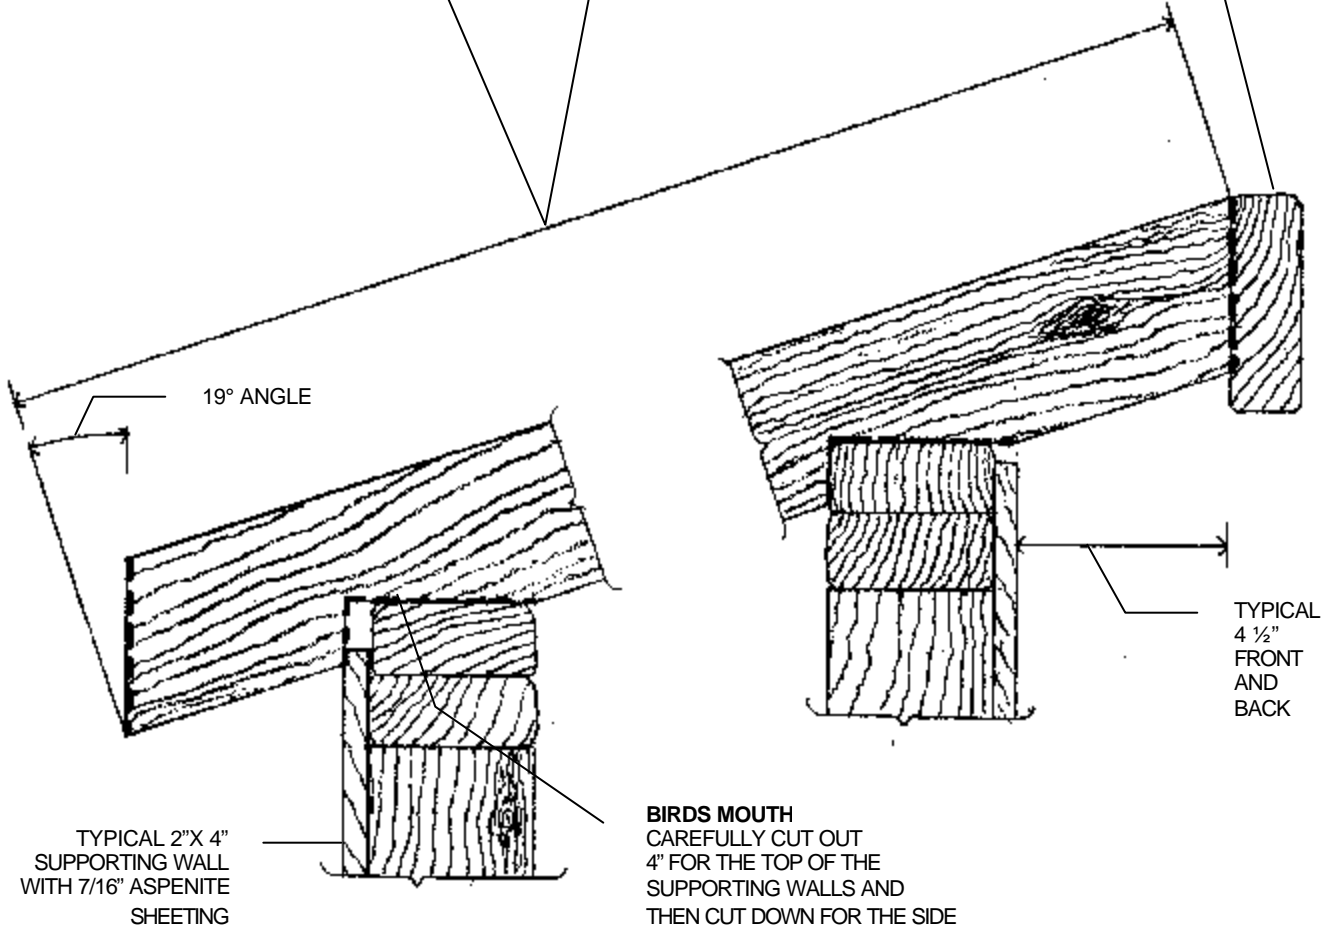 19° ANGLE
TYPICAL
4 ½”
FRONT
AND
BACK
TYPICAL 2”X 4”
SUPPORTING WALL
WITH 7/16” ASPENITE
SHEETING
BIRDS MOUTH
CAREFULLY CUT OUT
4” FOR THE TOP OF THE
SUPPORTING WALLS AND
THEN CUT DOWN FOR THE SIDE